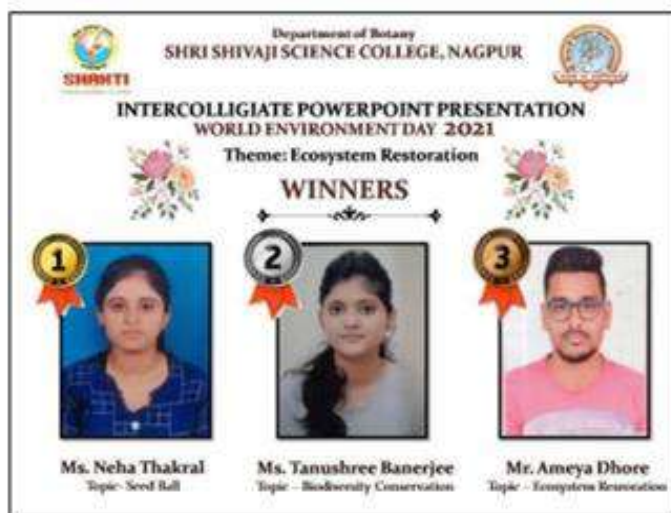 Department of Botany
SHRI SHIVAJI SCIENCE COLLEGE, NAGPUR
SHAKTI
INTERCOLLIGIATE POWERPOINT PRESENTATION
WORLD ENVIRONMENT DAY 2021
Theme: Ecosystem Restoration
WINNERS
1 2 3
Ms. Neha Thakral Ms. Tanushree Banerjee Mr. Ameya Dhore
Topic- Seed Ball Topic – Biodiversity Conservation Topic – Ecosystem Restoration